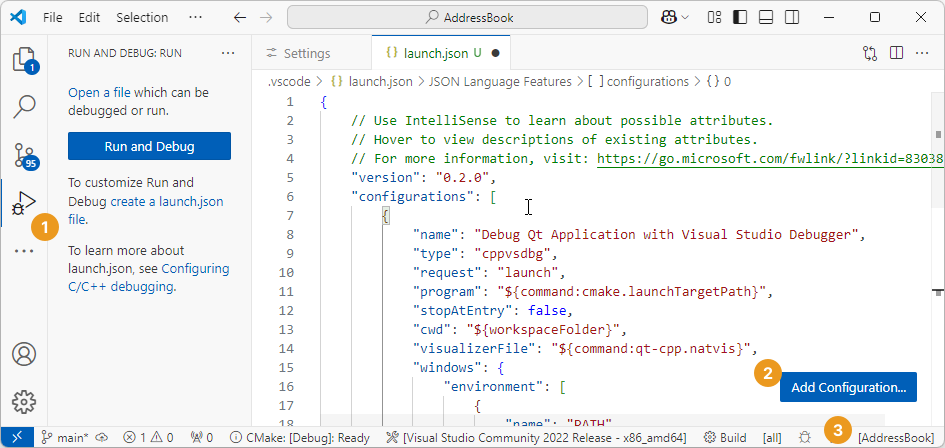 File Edit Selection ··· AddressBook
RUN AND DEBUG: RUN ···
Settings
{} launch.json U ●
.vscode > {} launch.json > JSON Language Features > [ ] configurations > {} 0
1
95
1
Open a file which can be
debugged or run.
Run and Debug
To customize Run and
Debug create a launch.json
file.
To learn more about
launch.json, see Configuring
C/C++ debugging.
1 {
2 // Use IntelliSense to learn about possible attributes.
3 // Hover to view descriptions of existing attributes.
4 // For more information, visit: https://go.microsoft.com/fwlink/?linkid=83038
5 "version": "0.2.0",
6 "configurations": [
7 {
8 "name": "Debug Qt Application with Visual Studio Debugger",
9 "type": "cppvsdbg",
10 "request": "launch",
11 "program": "${command:cmake.launchTargetPath}",
12 "stopAtEntry": false,
13 "cwd": "${workspaceFolder}",
14 "visualizerFile": "${command:qt-cpp.natvis}",
15 "windows": {
16 "environment": [
17 {
18 "name": "PATH"
2
Add Configuration...
3
main* 1 0 0 CMake: [Debug]: Ready [Visual Studio Community 2022 Release - x86_amd64] Build [all] [AddressBook]